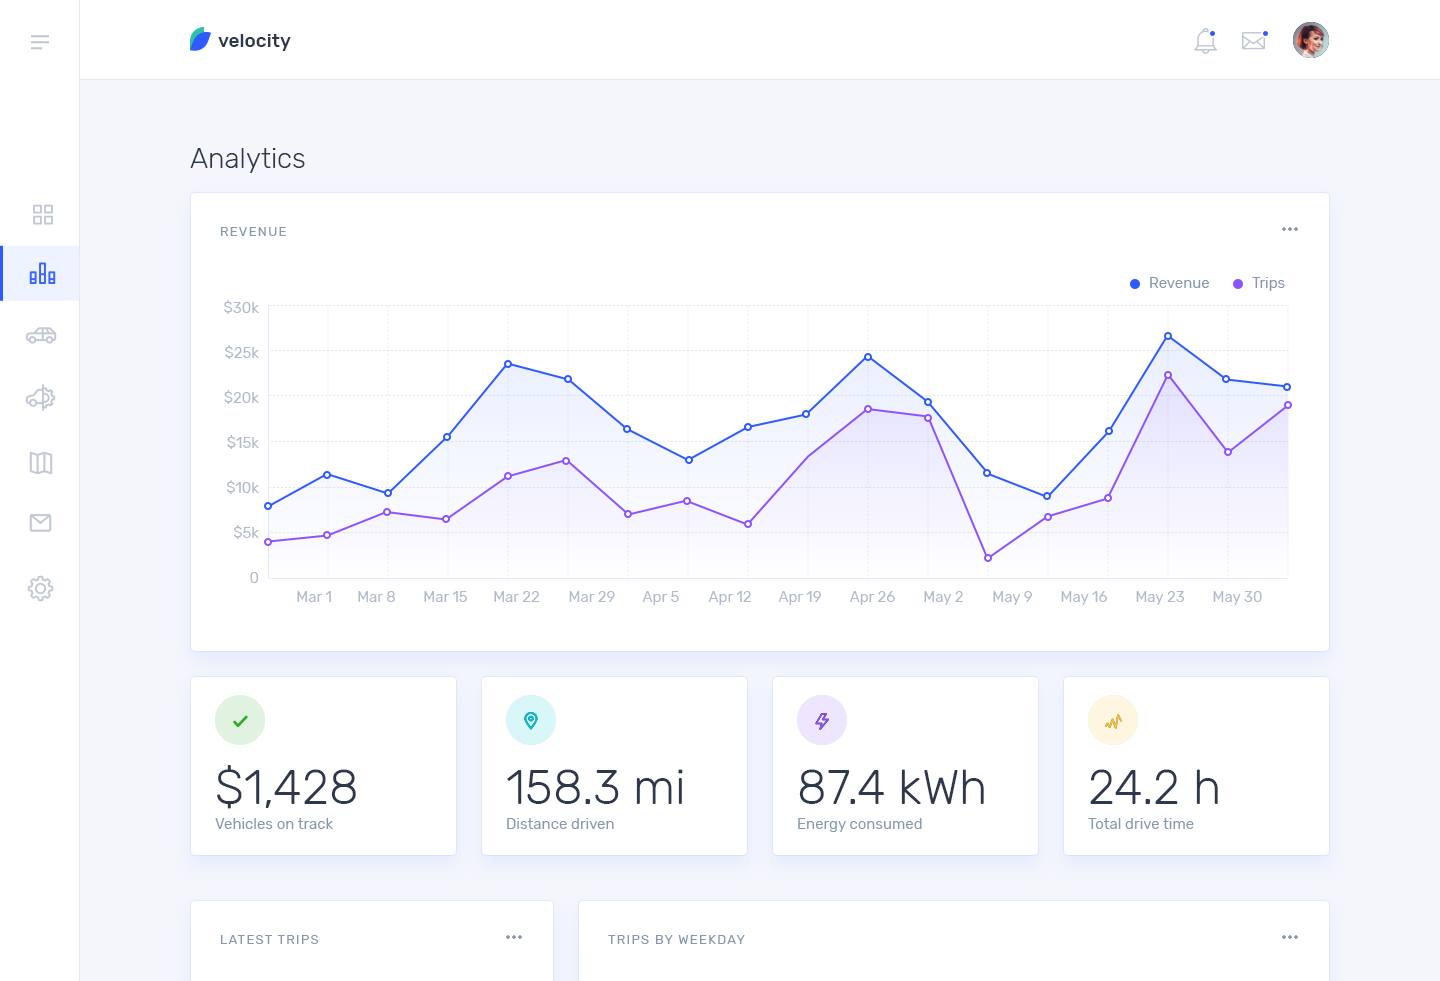 velocity
Analytics
REVENUE
Revenue Trips
$30k
$25k
$20k
$15k
$10k
$5k
0
Mar 1 Mar 8 Mar 15 Mar 22 Mar 29 Apr 5 Apr 12 Apr 19 Apr 26 May 2 May 9 May 16 May 23 May 30
$1,428
Vehicles on track
158.3 mi
Distance driven
87.4 kWh
Energy consumed
24.2 h
Total drive time
LATEST TRIPS
TRIPS BY WEEKDAY